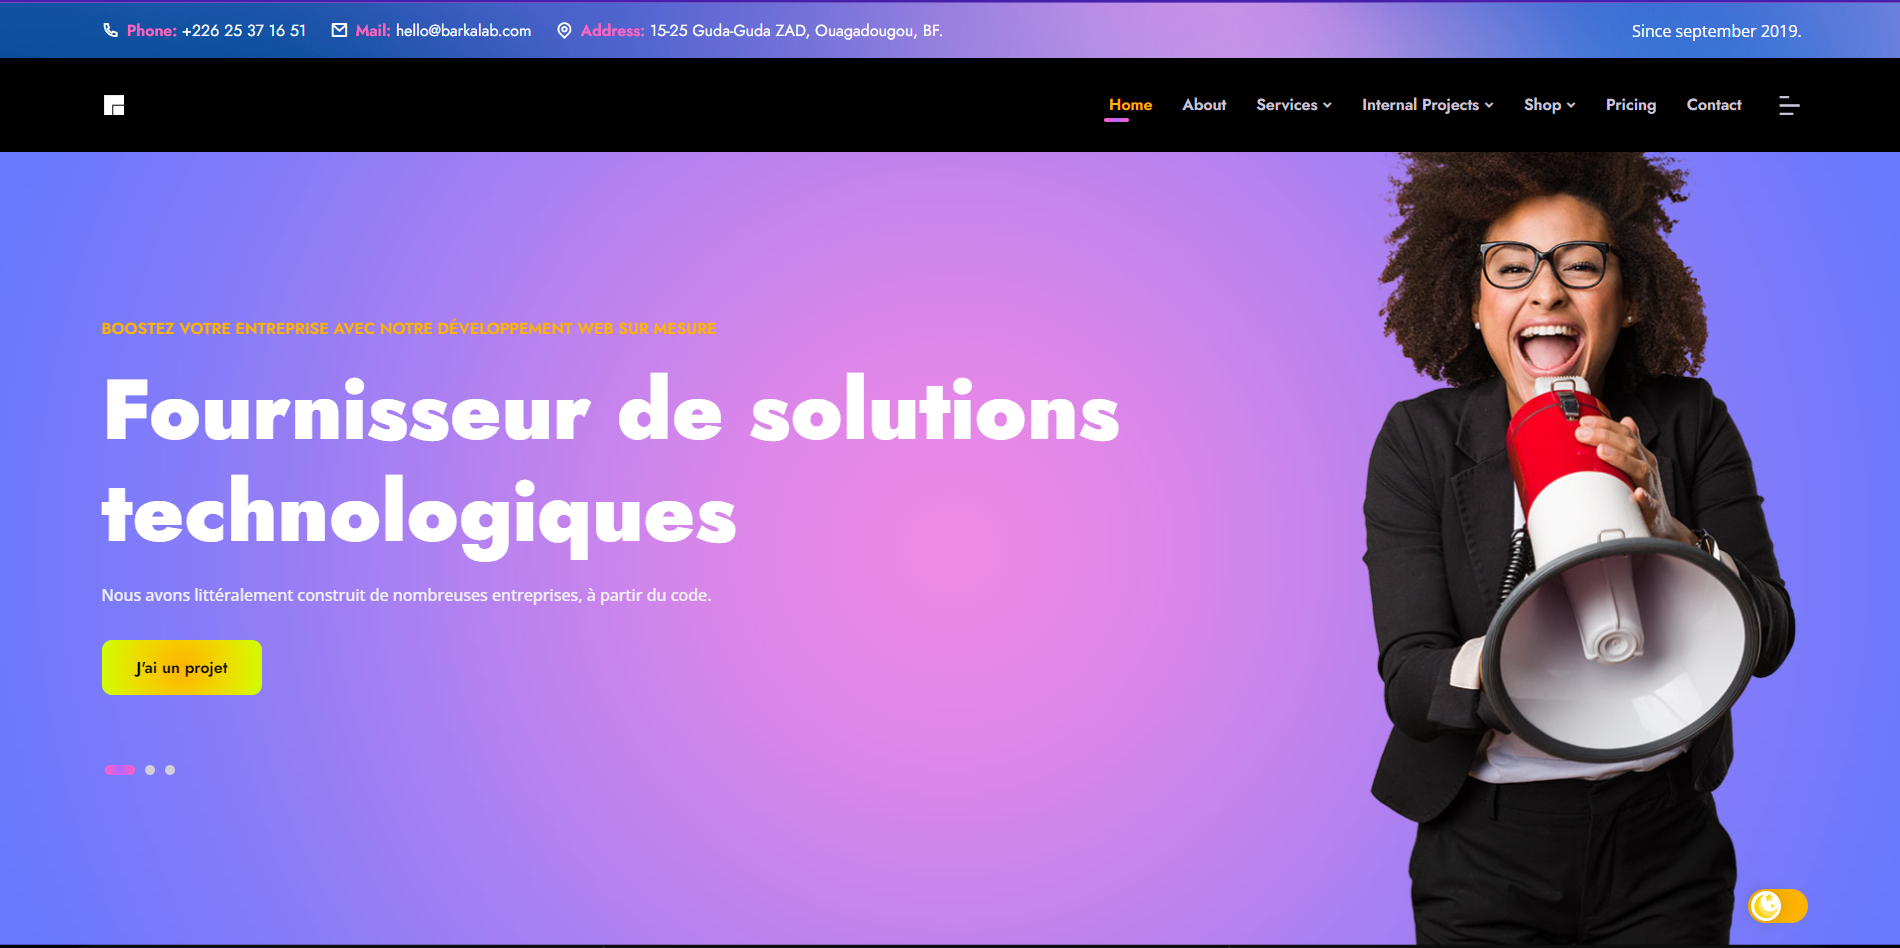 Phone: +226 25 37 16 51 Mail: hello@barkalab.com Address: 15-25 Guda-Guda ZAD, Ouagadougou, BF. Since september 2019.
Home About Services Internal Projects Shop Pricing Contact
BOOSTEZ VOTRE ENTREPRISE AVEC NOTRE DÉVELOPPEMENT WEB SUR MESURE
Fournisseur de solutions
technologiques
Nous avons littéralement construit de nombreuses entreprises, à partir du code.
J'ai un projet